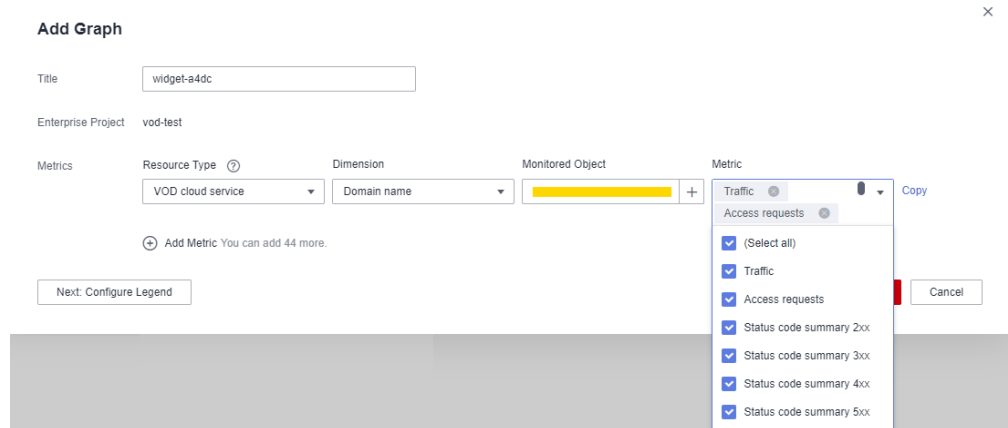 Add Graph
Title
widget-a4dc
Enterprise Project
vod-test
Metrics
Resource Type
Dimension
Monitored Object
Metric
VOD cloud service
Domain name
Traffic
Access requests
Copy
Add Metric You can add 44 more.
(Select all)
Traffic
Access requests
Status code summary 2xx
Status code summary 3xx
Status code summary 4xx
Status code summary 5xx
Next: Configure Legend
Cancel